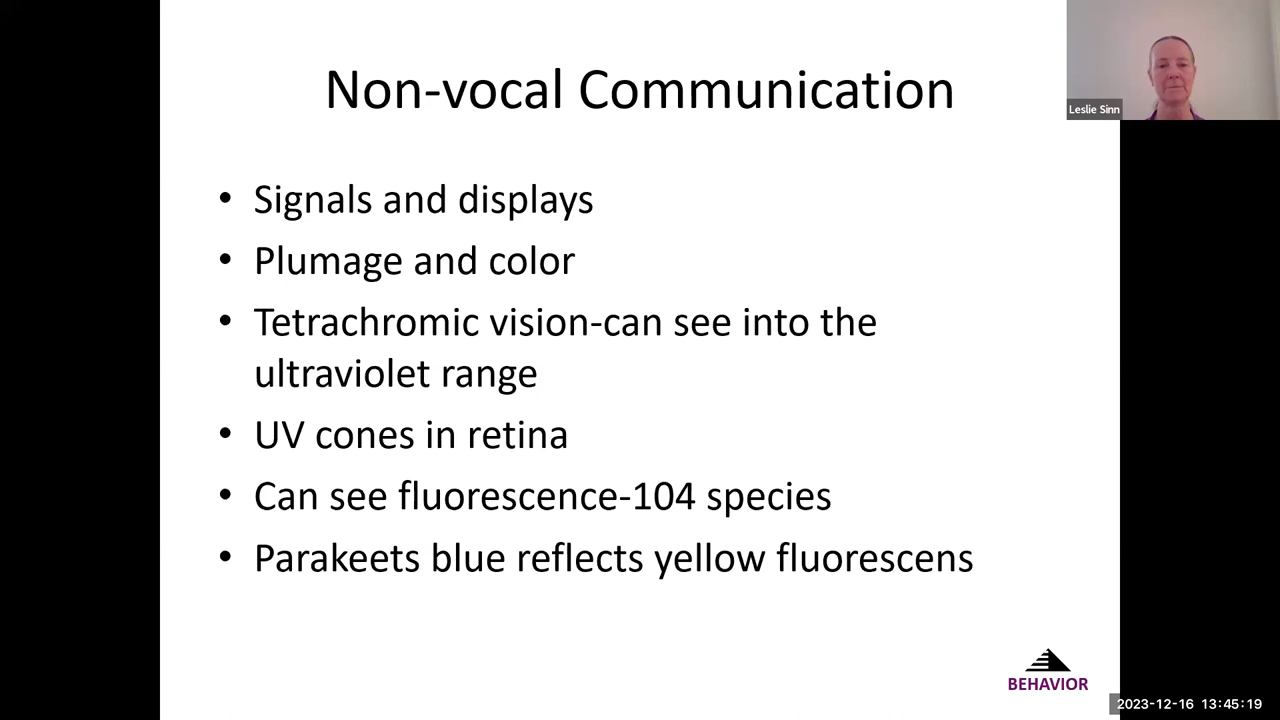 Non-vocal Communication
Leslie Sinn
• Signals and displays
• Plumage and color
• Tetrachromic vision-can see into the
ultraviolet range
• UV cones in retina
• Can see fluorescence-104 species
• Parakeets blue reflects yellow fluorescens
BEHAVIOR
2023-12-16 13:45:19